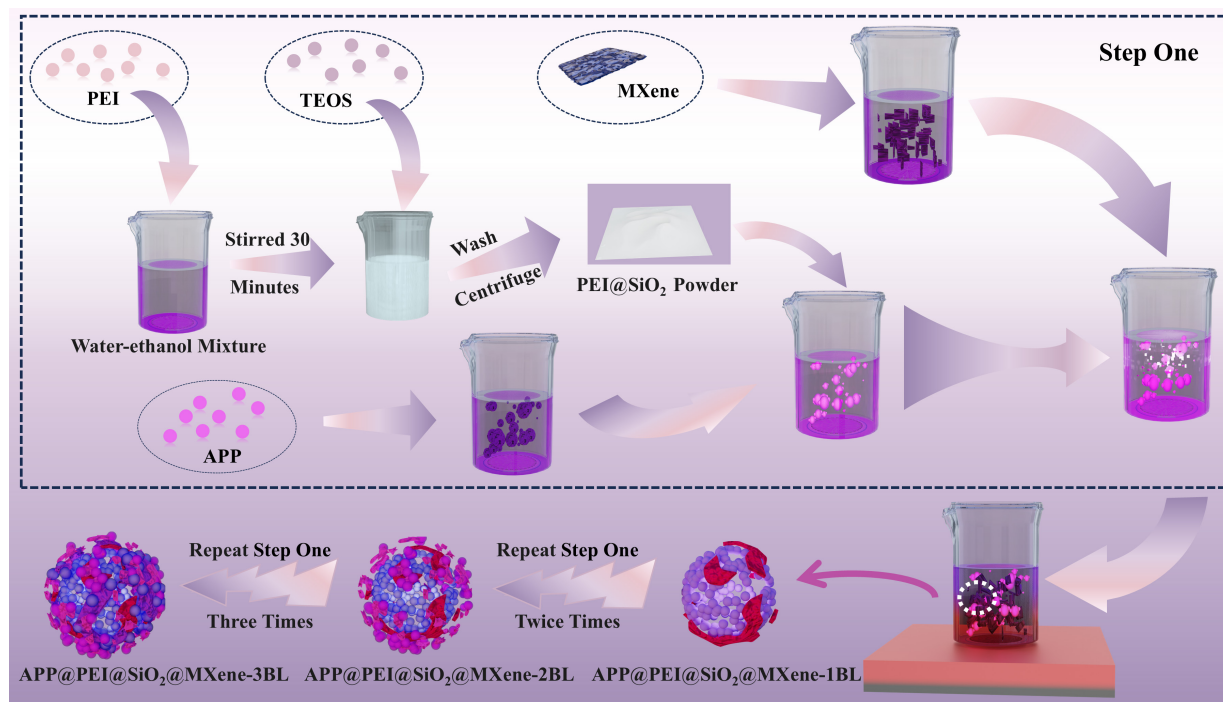 Step One
PEI
TEOS
MXene
Stirred 30
Minutes
Wash
Centrifuge
PEI@SiO₂ Powder
Water-ethanol Mixture
APP
Repeat Step One
Three Times
Repeat Step One
Twice Times
APP@PEI@SiO₂@MXene-3BL
APP@PEI@SiO₂@MXene-2BL
APP@PEI@SiO₂@MXene-1BL